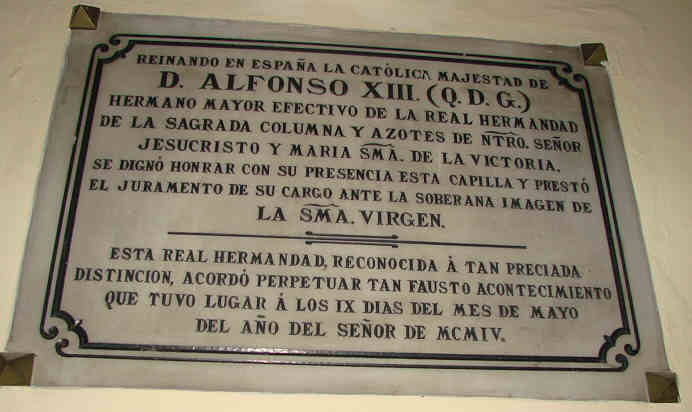 REINANDO EN ESPAÑA LA CATÓLICA MAJESTAD DE
D. ALFONSO XIII. (Q. D. G.)
HERMANO MAYOR EFECTIVO DE LA REAL HERMANDAD
DE LA SAGRADA COLUMNA Y AZOTES DE NTRO. SEÑOR
JESUCRISTO Y MARIA SMÃ. DE LA VICTORIA,
SE DIGNÓ HONRAR CON SU PRESENCIA ESTA CAPILLA Y PRESTÓ
EL JURAMENTO DE SU CARGO ANTE LA SOBERANA IMAGEN DE
LA SMA. VIRGEN.
ESTA REAL HERMANDAD, RECONOCIDA Á TAN PRECIADA
DISTINCION, ACORDÓ PERPETUAR TAN FAUSTO ACONTECIMIENTO
QUE TUVO LUGAR Á LOS IX DIAS DEL MES DE MAYO
DEL AÑO DEL SEÑOR DE MCMIV.